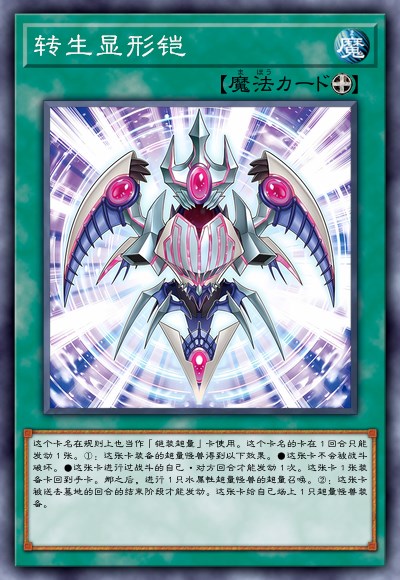 转生显形铠
魔
【魔法カード】
ま ほう
这个卡名在规则上也当作「铠装超量」卡使用。这个卡名的卡在1回合只能
发动1张。①：这张卡装备的超量怪兽得到以下效果。●这张卡不会被战斗
破坏。●这张卡进行过战斗的自己·对方回合才能发动1次。这张卡1张装
备卡回到手卡。那之后，进行1只水属性超量怪兽的超量召唤。②：这张卡
被送去墓地的回合的结束阶段才能发动。这张卡给自己场上1只超量怪兽装
备。